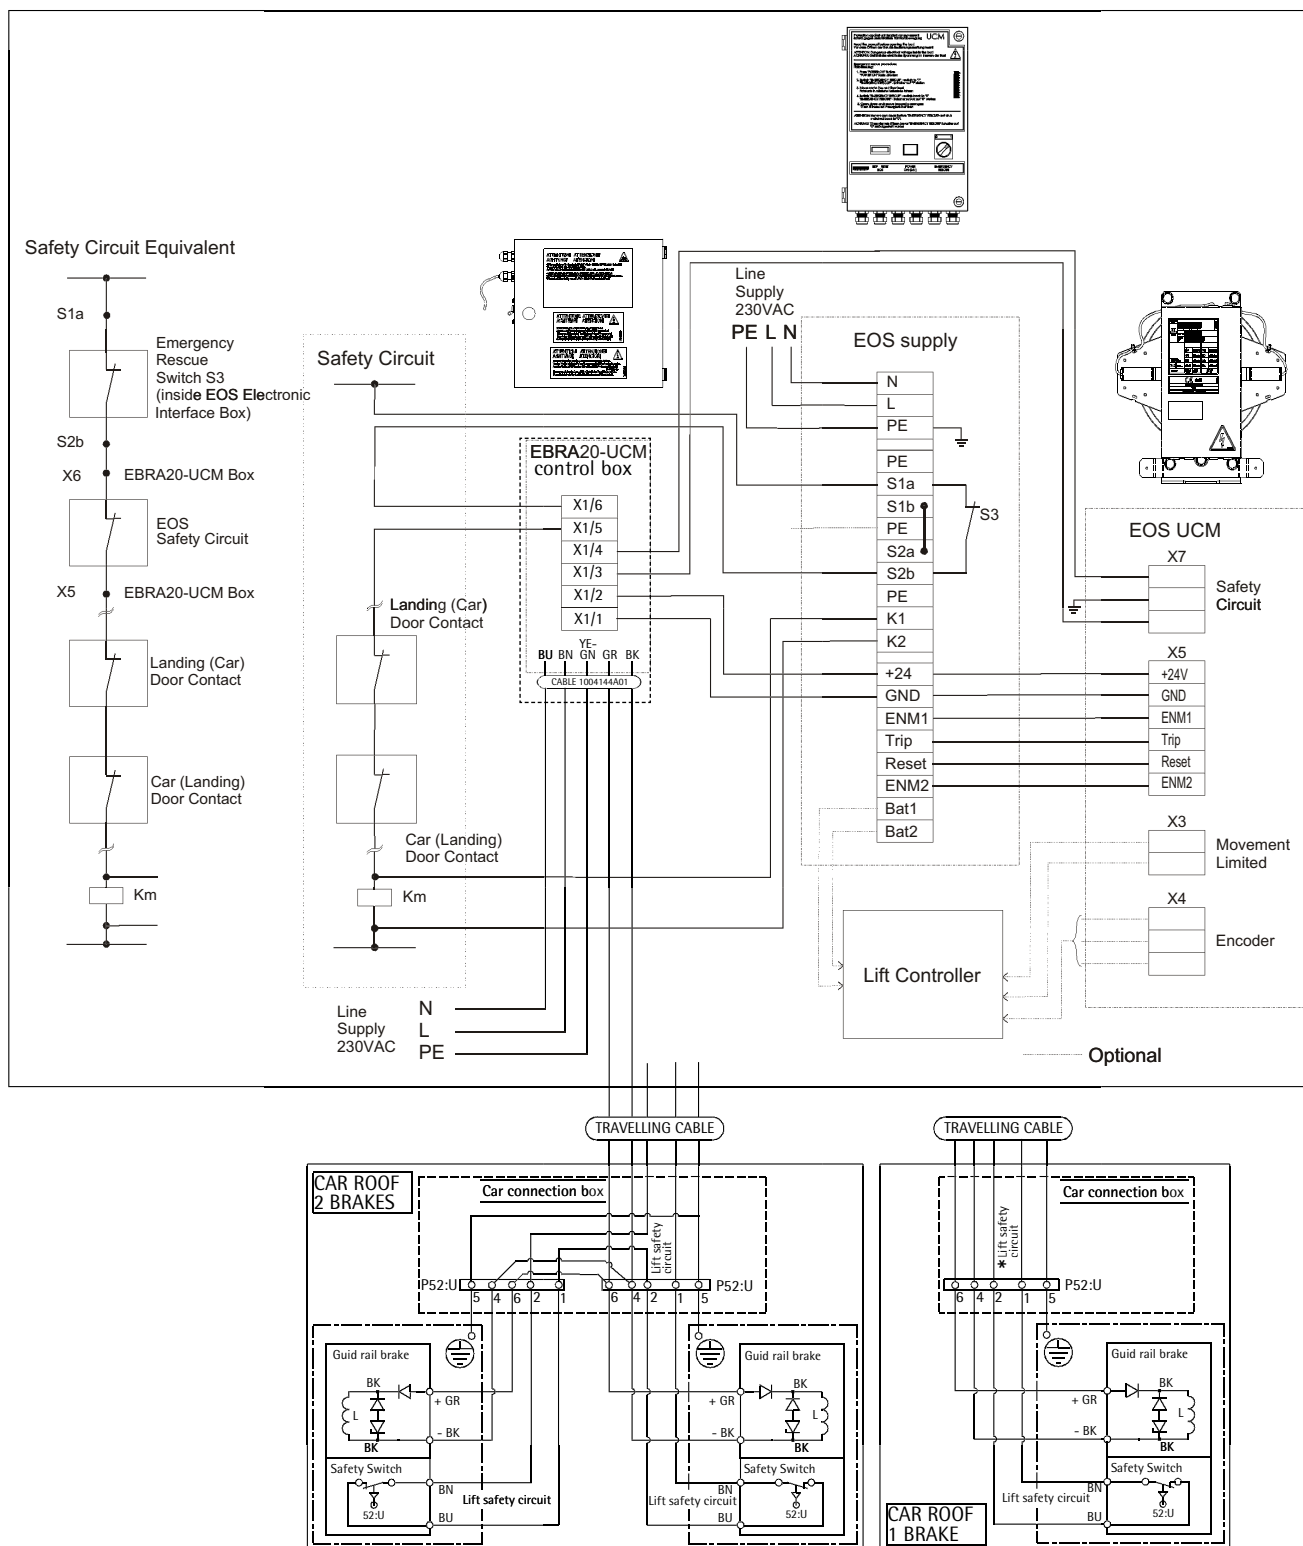 UCM
Safety Circuit Equivalent
S1a
Emergency
Rescue
Switch S3
(inside EOS Electronic
Interface Box)
S2b
X6
EBRA20-UCM Box
EOS
Safety Circuit
X5
EBRA20-UCM Box
Landing (Car)
Door Contact
Car (Landing)
Door Contact
Km
Safety Circuit
Landing (Car)
Door Contact
Car (Landing)
Door Contact
Km
EBRA20-UCM
control box
X1/6
X1/5
X1/4
X1/3
X1/2
X1/1
YE-
BU BN GN GR BK
CABLE 1004144A01
Line
Supply
230VAC
PE L N
EOS supply
N
L
PE
PE
S1a
S1b
PE
S2a
S2b
PE
K1
K2
+24
GND
ENM1
Trip
Reset
ENM2
Bat1
Bat2
S3
EOS UCM
X7
Safety
Circuit
X5
+24V
GND
ENM1
Trip
Reset
ENM2
X3
Movement
Limited
X4
Encoder
Lift Controller
Optional
Line
Supply
230VAC
N
L
PE
TRAVELLING CABLE
TRAVELLING CABLE
CAR ROOF
2 BRAKES
Car connection box
Lift safety
circuit
P52:U
5 4 6 2 1
6 4 2 1 5
P52:U
Guid rail brake
BK
L
BK
+ GR
- BK
Safety Switch
52:U
BN
BU
Lift safety circuit
Guid rail brake
BK
L
BK
+ GR
- BK
Safety Switch
52:U
BN
BU
Lift safety circuit
Car connection box
* Lift safety
circuit
P52:U
6 4 2 1 5
Guid rail brake
BK
L
BK
+ GR
- BK
Safety Switch
52:U
BN
BU
Lift safety circuit
CAR ROOF
1 BRAKE